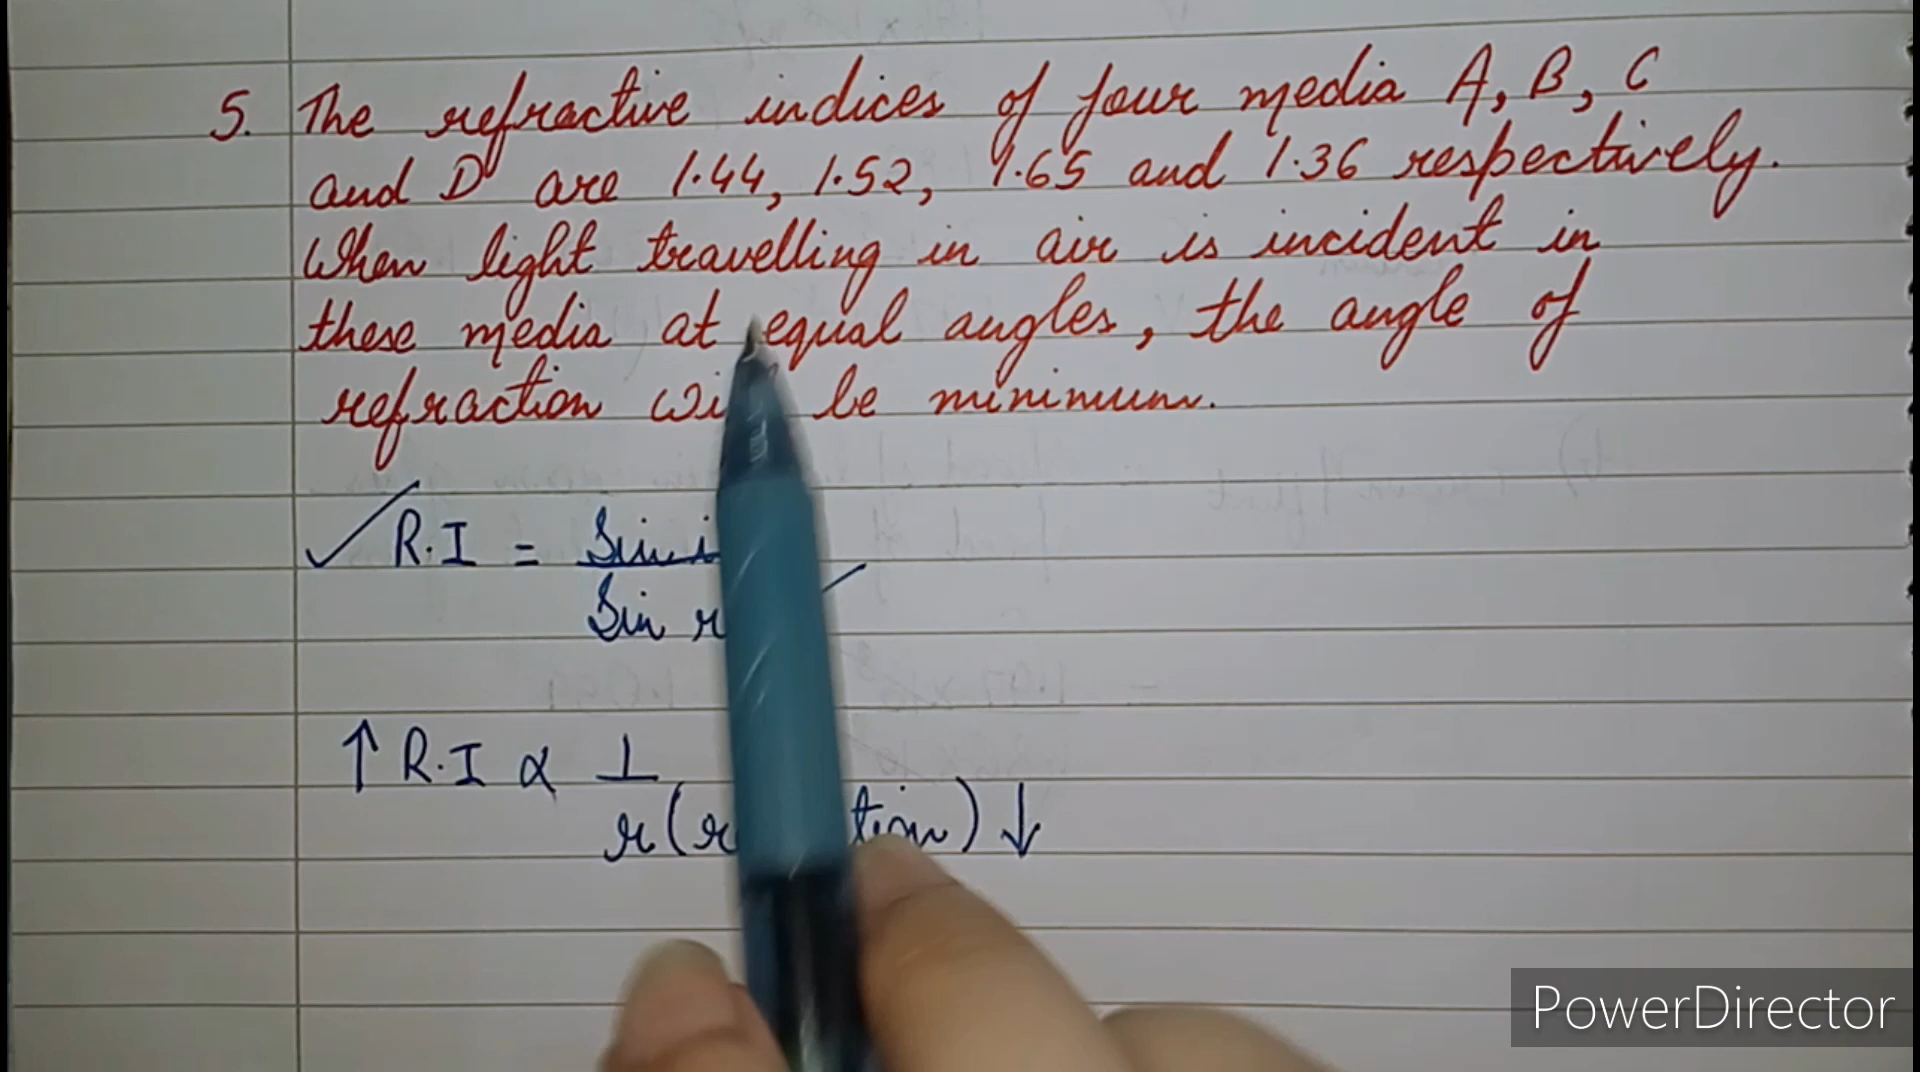 5. The refractive indices of four media A, B, C
and D are 1.44, 1.52, 1.65 and 1.36 respectively.
When light travelling in air is incident in
these media at equal angles, the angle of
refraction be minimum.
R.I = Sin i
Sin r
↑ R.I ∝ 1
r ( ) ↓
PowerDirector